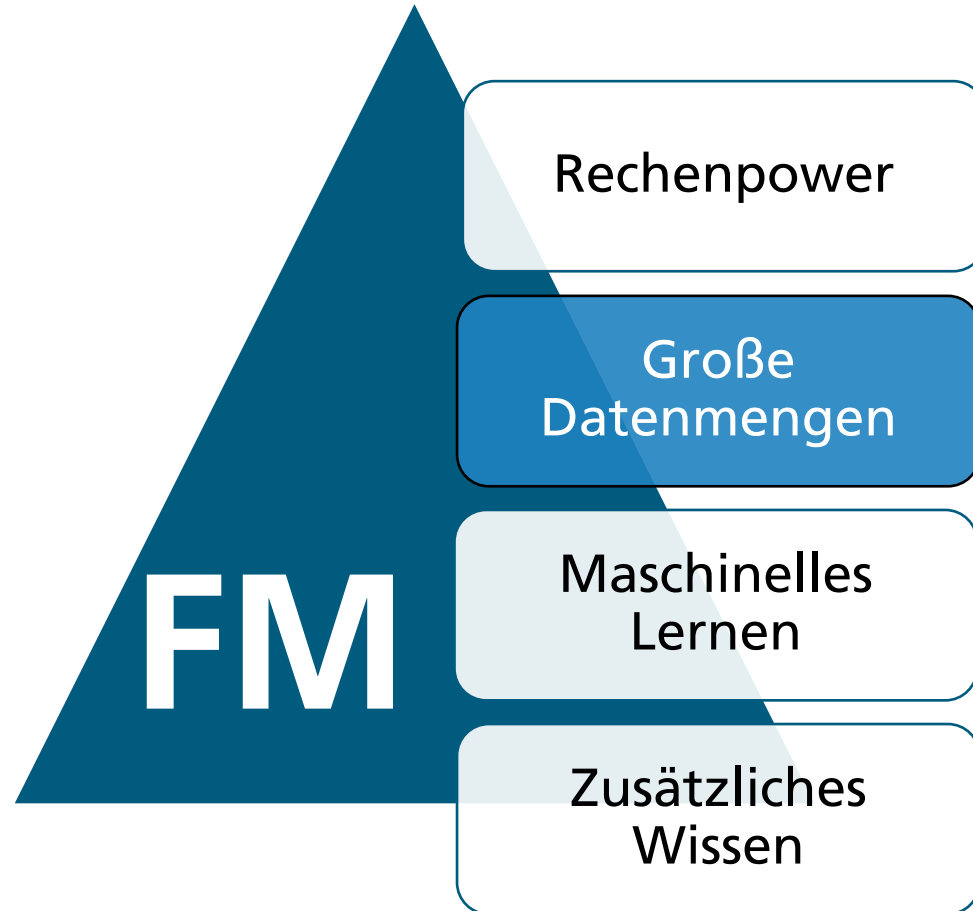 Rechenpower
Große
Datenmengen
Maschinelles
Lernen
FM
Zusätzliches
Wissen